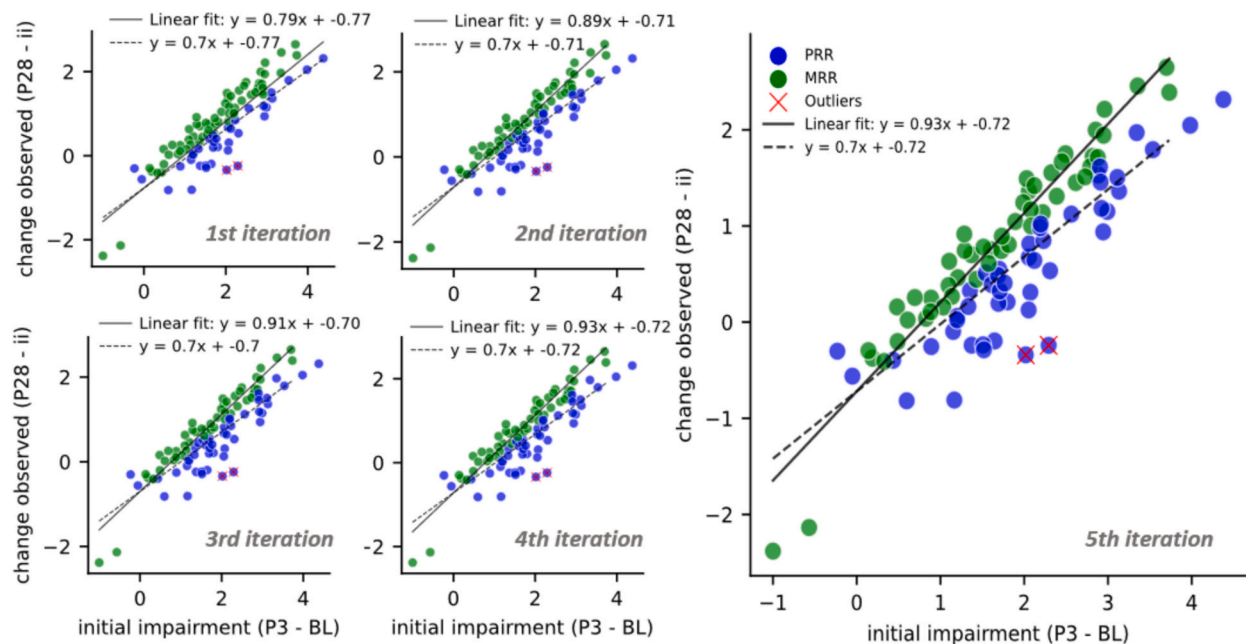 Linear fit: y = 0.79x + -0.77
y = 0.7x + -0.77
change observed (P28 - ii)
2
0
−2
0
2
4
1st iteration
Linear fit: y = 0.89x + -0.71
y = 0.7x + -0.71
2
0
−2
0
2
4
2nd iteration
Linear fit: y = 0.91x + -0.70
y = 0.7x + -0.7
change observed (P28 - ii)
2
0
−2
0
2
4
3rd iteration
initial impairment (P3 - BL)
Linear fit: y = 0.93x + -0.72
y = 0.7x + -0.72
2
0
−2
0
2
4
4th iteration
initial impairment (P3 - BL)
PRR
MRR
Outliers
Linear fit: y = 0.93x + -0.72
y = 0.7x + -0.72
change observed (P28 - ii)
2
1
0
−1
−2
5th iteration
−1
0
1
2
3
4
initial impairment (P3 - BL)